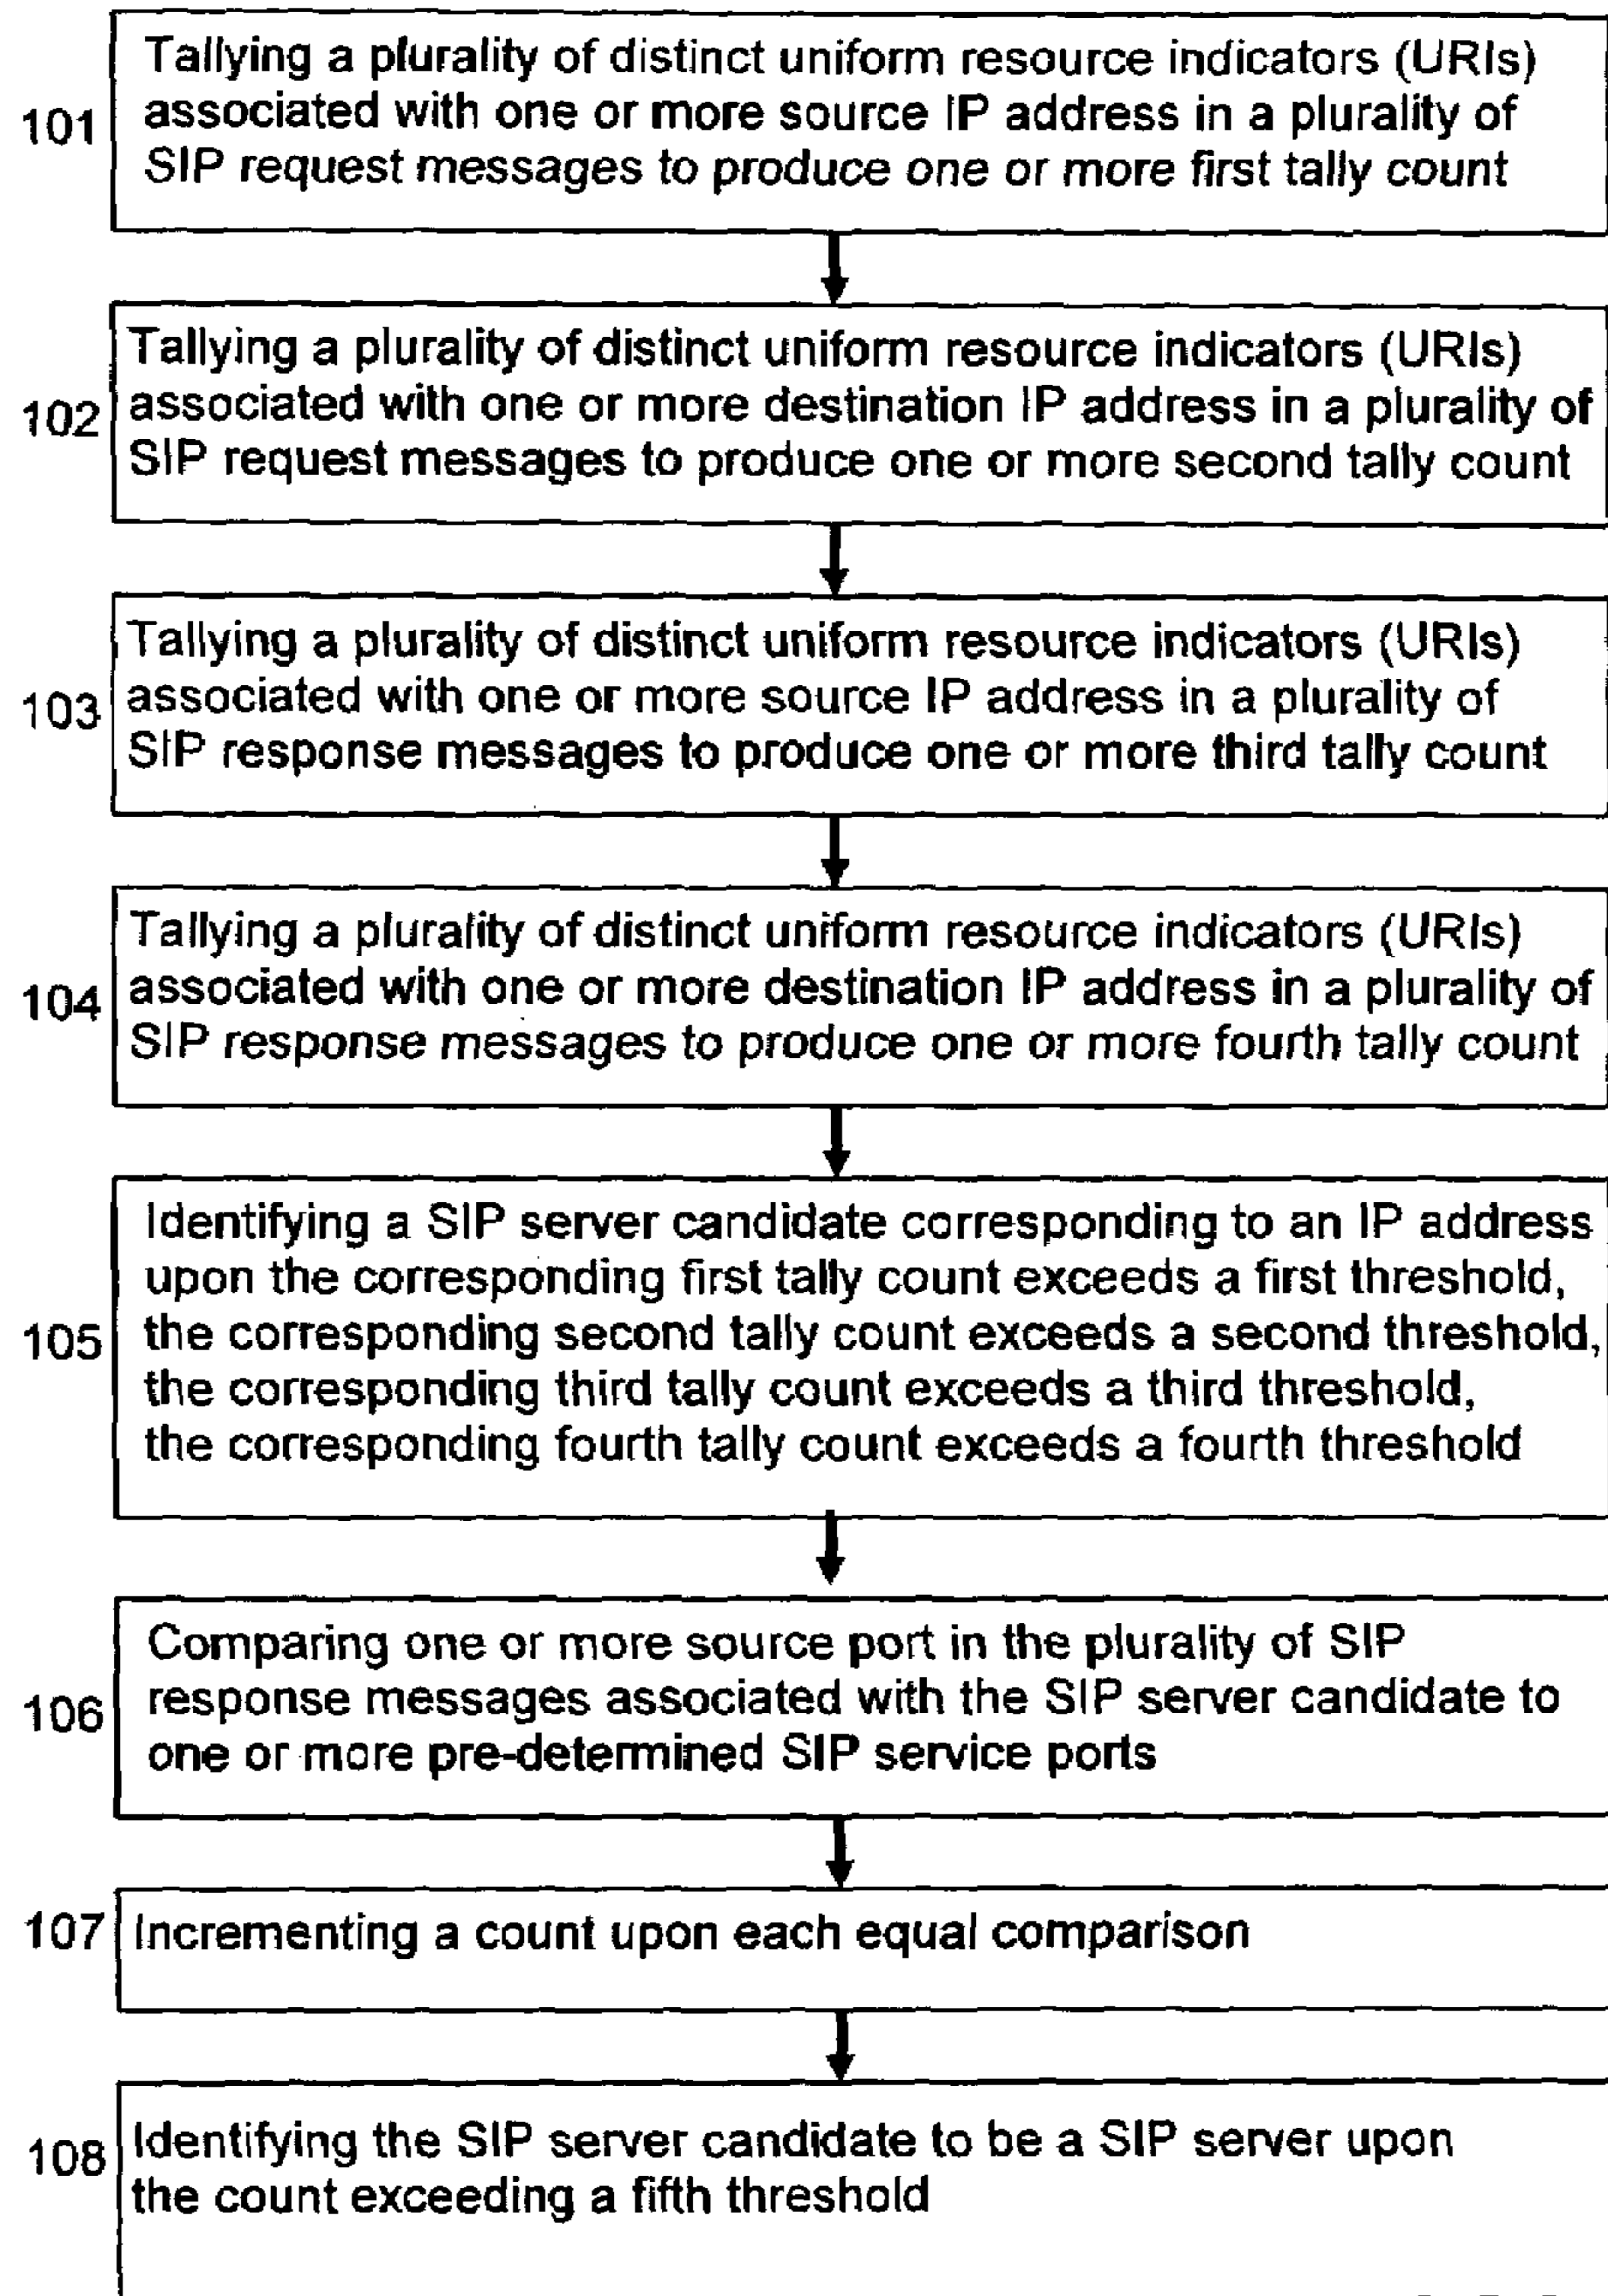 Tallying a plurality of distinct uniform resource indicators (URIs)
101 associated with one or more source IP address in a plurality of
SIP request messages to produce one or more first tally count
Tallying a plurality of distinct uniform resource indicators (URIs)
102 associated with one or more destination IP address in a plurality of
SIP request messages to produce one or more second tally count
Tallying a plurality of distinct uniform resource indicators (URIs)
103 associated with one or more source IP address in a plurality of
SIP response messages to produce one or more third tally count
Tallying a plurality of distinct uniform resource indicators (URIs)
104 associated with one or more destination IP address in a plurality of
SIP response messages to produce one or more fourth tally count
Identifying a SIP server candidate corresponding to an IP address
upon the corresponding first tally count exceeds a first threshold,
105 the corresponding second tally count exceeds a second threshold,
the corresponding third tally count exceeds a third threshold,
the corresponding fourth tally count exceeds a fourth threshold
Comparing one or more source port in the plurality of SIP
106 response messages associated with the SIP server candidate to
one or more pre-determined SIP service ports
107 Incrementing a count upon each equal comparison
108 Identifying the SIP server candidate to be a SIP server upon
the count exceeding a fifth threshold